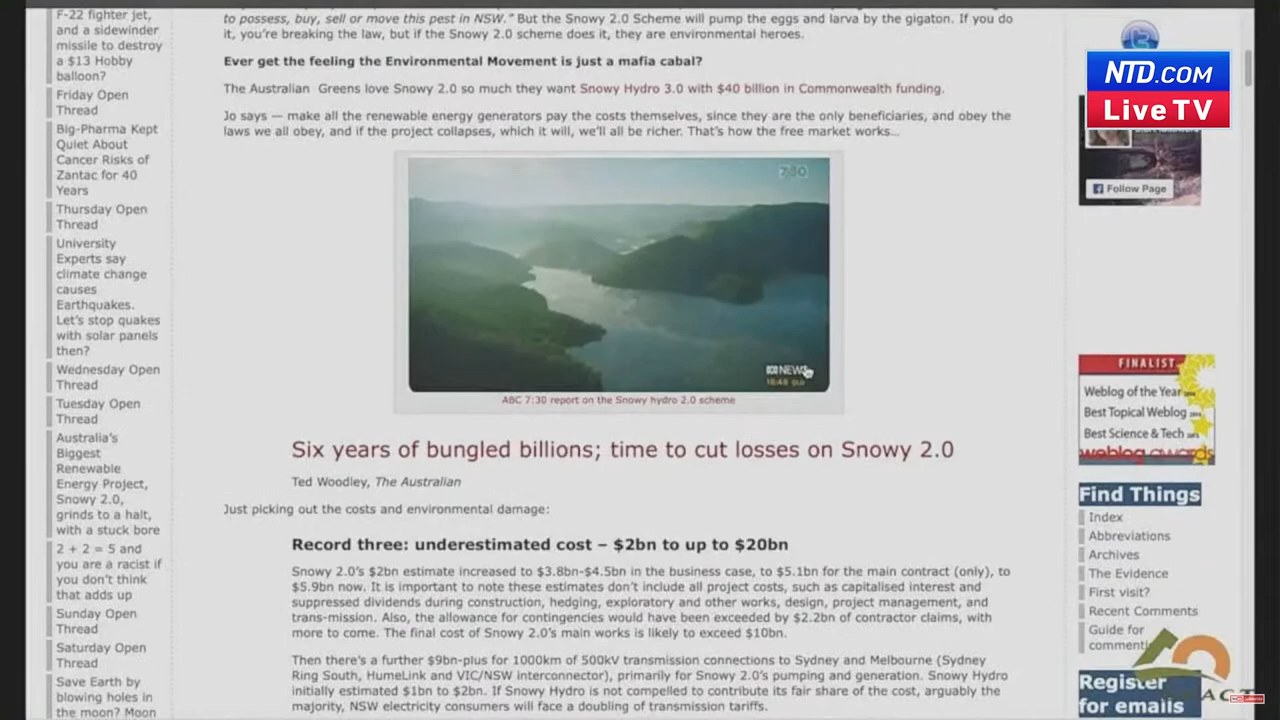 F-22 fighter jet,
and a sidewinder
missile to destroy
a $13 Hobby
balloon?
Friday Open
Thread
Big-Pharma Kept
Quiet About
Cancer Risks of
Zantac for 40
Years
Thursday Open
Thread
University
Experts say
climate change
causes
Earthquakes.
Let's stop quakes
with solar panels
then?
Wednesday Open
Thread
Tuesday Open
Thread
Australia's
Biggest
Renewable
Energy Project,
Snowy 2.0,
grinds to a halt,
with a stuck bore
2 + 2 = 5 and
you are a racist if
you don't think
that adds up
Sunday Open
Thread
Saturday Open
Thread
Save Earth by
blowing holes in
the moon? Moon
to possess, buy, sell or move this pest in NSW." But the Snowy 2.0 Scheme will pump the eggs and larva by the gigaton. If you do
it, you're breaking the law, but if the Snowy 2.0 scheme does it, they are environmental heroes.
Ever get the feeling the Environmental Movement is just a mafia cabal?
The Australian Greens love Snowy 2.0 so much they want Snowy Hydro 3.0 with $40 billion in Commonwealth funding.
Jo says — make all the renewable energy generators pay the costs themselves, since they are the only beneficiaries, and obey the
laws we all obey, and if the project collapses, which it will, we'll all be richer. That's how the free market works...
7.30
NEWS
ABC 7:30 report on the Snowy hydro 2.0 scheme
Six years of bungled billions; time to cut losses on Snowy 2.0
Ted Woodley, The Australian
Just picking out the costs and environmental damage:
Record three: underestimated cost – $2bn to up to $20bn
Snowy 2.0's $2bn estimate increased to $3.8bn-$4.5bn in the business case, to $5.1bn for the main contract (only), to
$5.9bn now. It is important to note these estimates don't include all project costs, such as capitalised interest and
suppressed dividends during construction, hedging, exploratory and other works, design, project management, and
trans-mission. Also, the allowance for contingencies would have been exceeded by $2.2bn of contractor claims, with
more to come. The final cost of Snowy 2.0's main works is likely to exceed $10bn.
Then there's a further $9bn-plus for 1000km of 500kV transmission connections to Sydney and Melbourne (Sydney
Ring South, HumeLink and VIC/NSW interconnector), primarily for Snowy 2.0's pumping and generation. Snowy Hydro
initially estimated $1bn to $2bn. If Snowy Hydro is not compelled to contribute its fair share of the cost, arguably the
majority, NSW electricity consumers will face a doubling of transmission tariffs.
NTD.COM
Live TV
Follow Page
FINALIST
Weblog of the Year
Best Topical Weblog
Best Science & Tech
weblog awards
Find Things
Index
Abbreviations
Archives
The Evidence
First visit?
Recent Comments
Guide for
Register
for emails